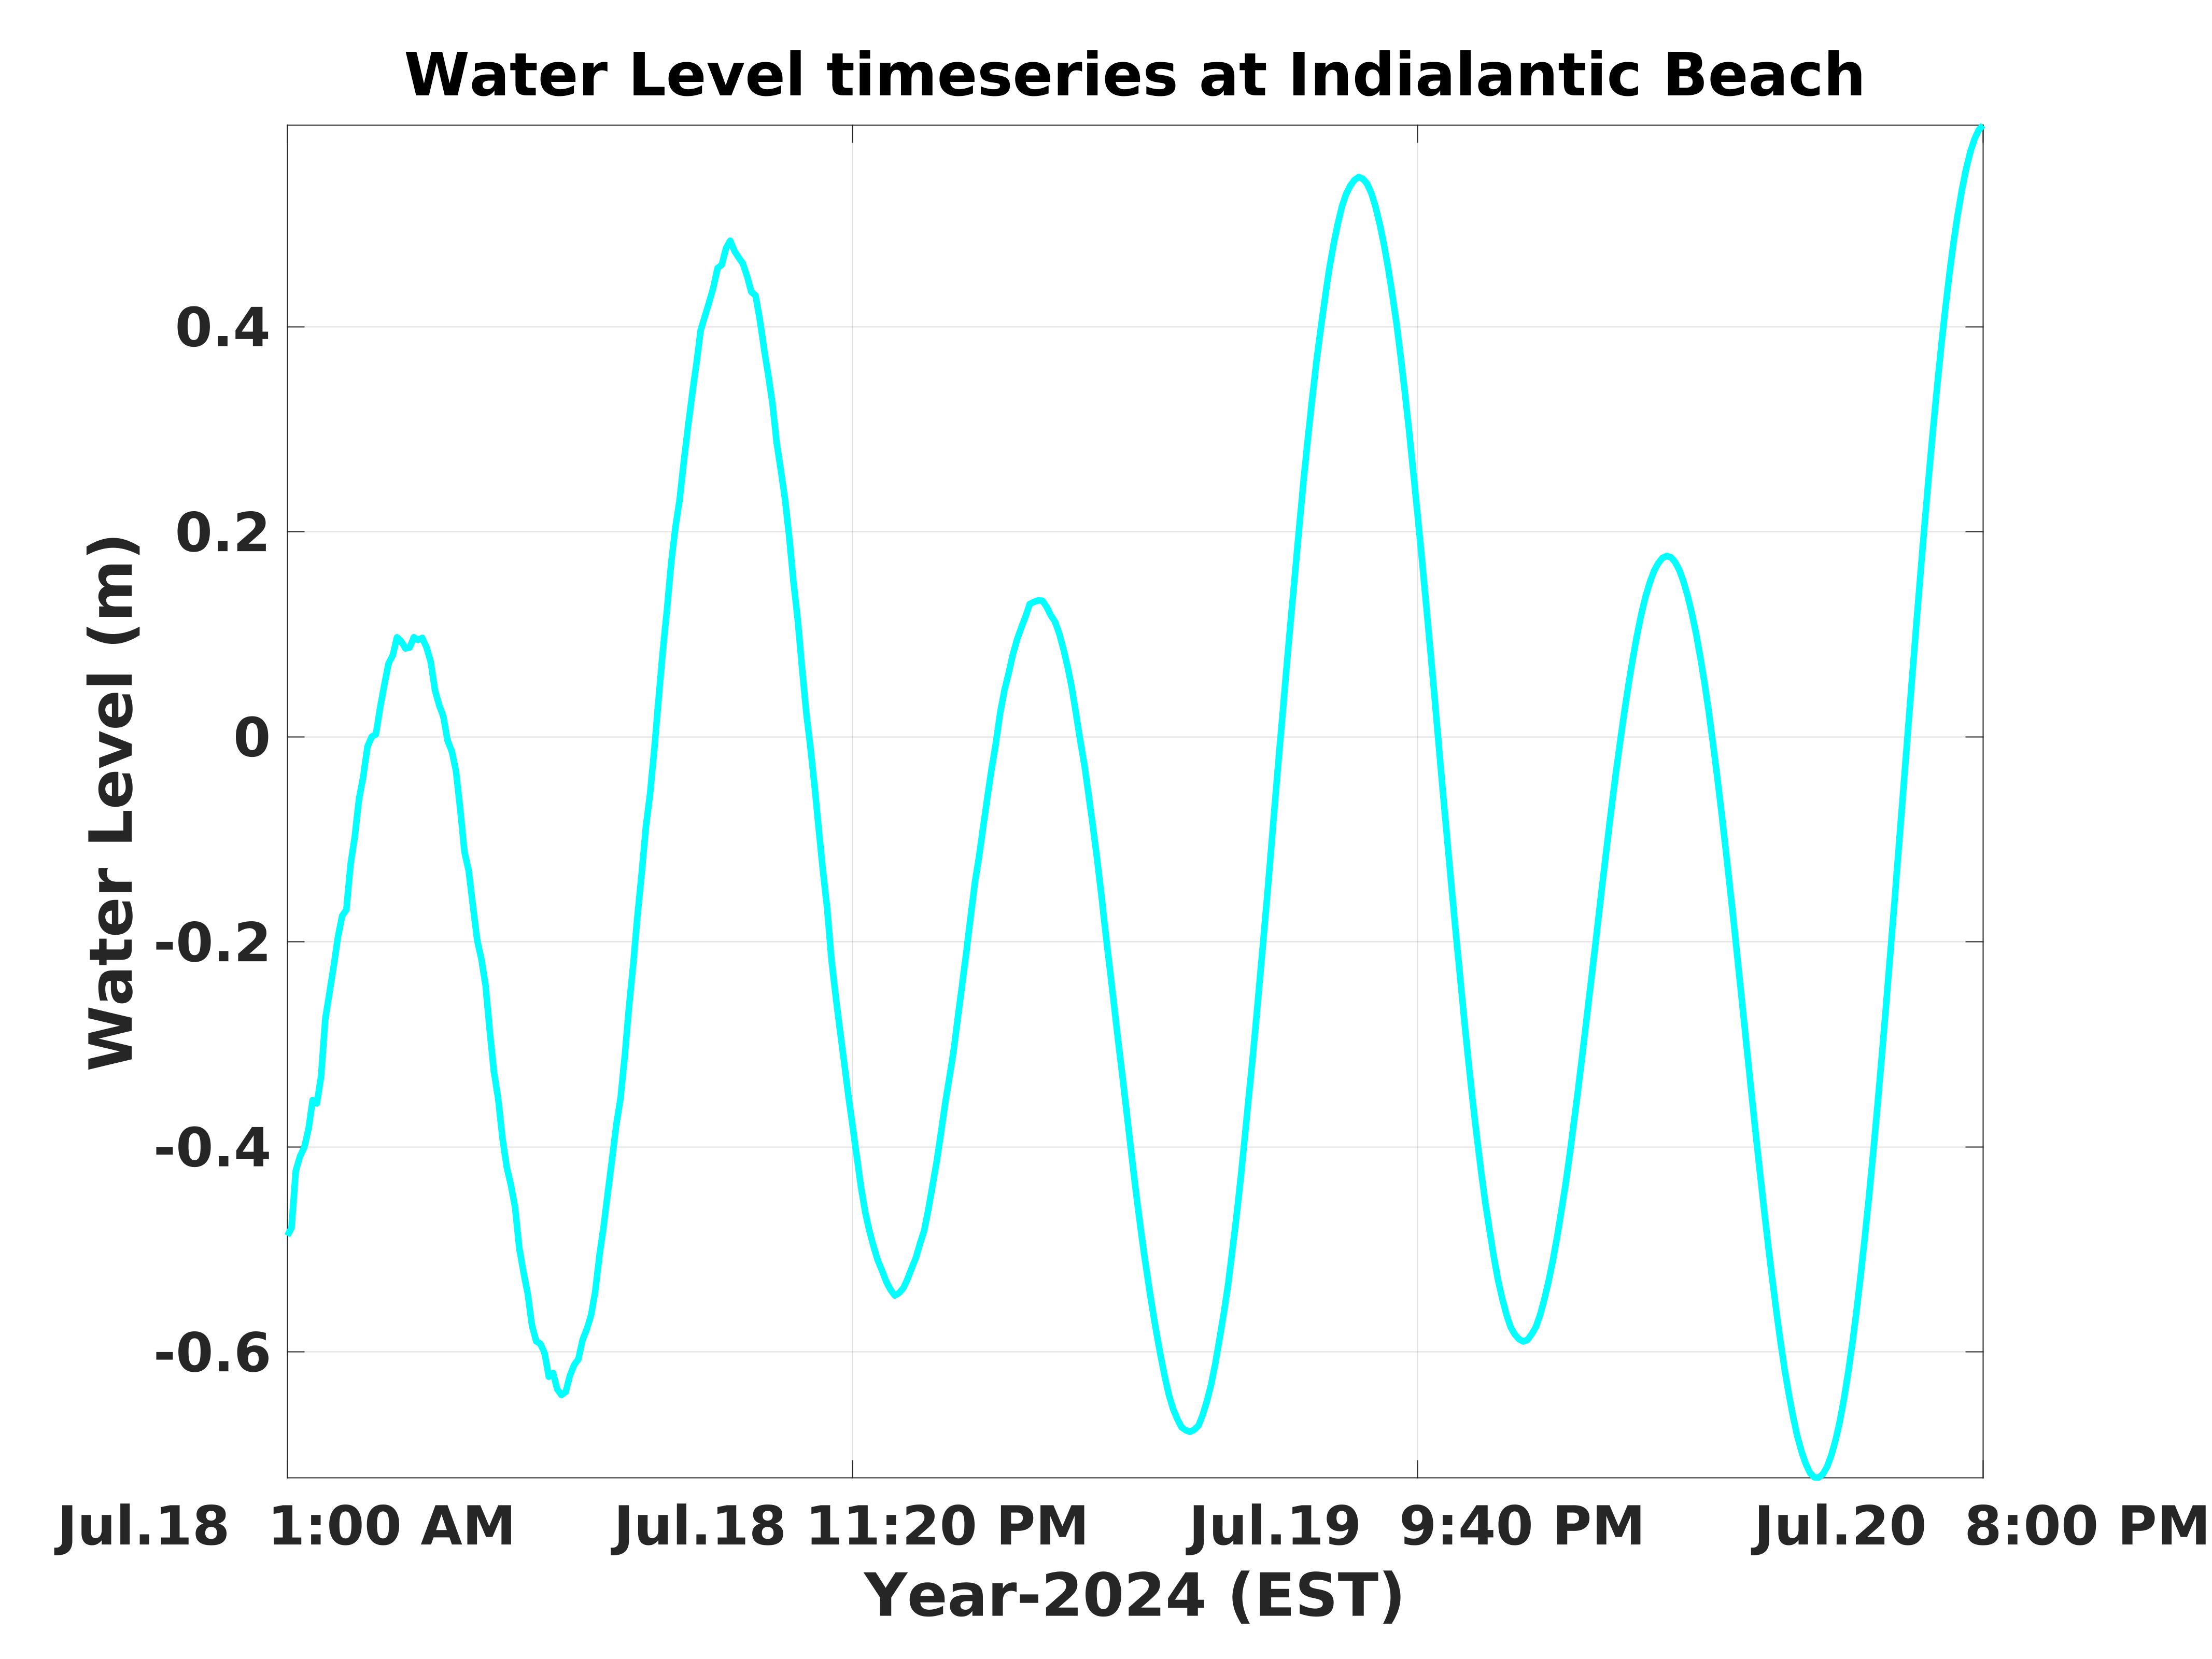 Water Level timeseries at Indialantic Beach
Water Level (m)
0.4
0.2
0
-0.2
-0.4
-0.6
Jul.18 1:00 AM
Jul.18 11:20 PM
Jul.19 9:40 PM
Jul.20 8:00 PM
Year-2024 (EST)